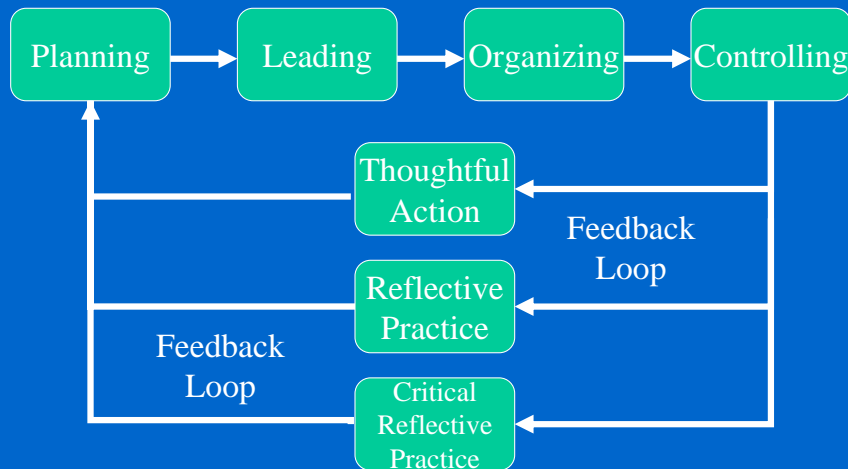 Planning
Leading
Organizing
Controlling
Thoughtful
Action
Feedback
Loop
Reflective
Practice
Feedback
Loop
Critical
Reflective
Practice